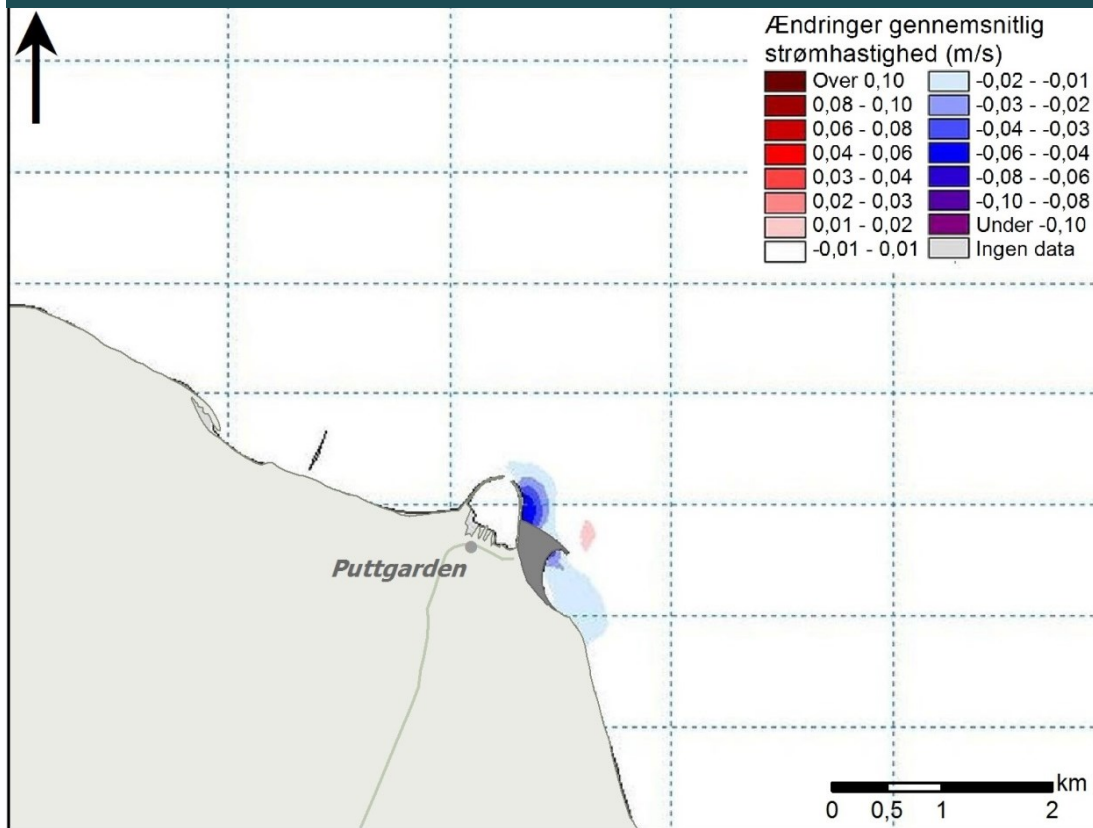 Ændringer gennemsnitlig
strømhastighed (m/s)
Over 0,10
0,08 - 0,10
0,06 - 0,08
0,04 - 0,06
0,03 - 0,04
0,02 - 0,03
0,01 - 0,02
-0,01 - 0,01
-0,02 - -0,01
-0,03 - -0,02
-0,04 - -0,03
-0,06 - -0,04
-0,08 - -0,06
-0,10 - -0,08
Under -0,10
Ingen data
Puttgarden
km
0 0,5 1 2